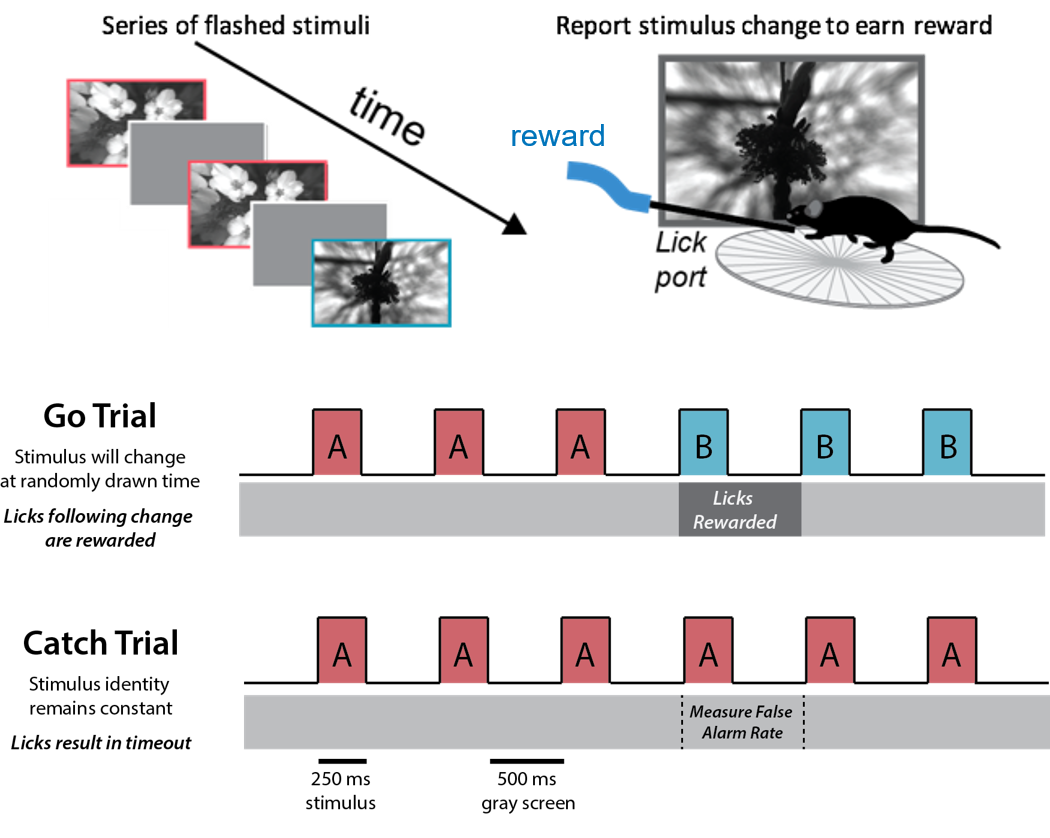 Series of flashed stimuli
time
Report stimulus change to earn reward
reward
Lick
port
Go Trial
Stimulus will change
at randomly drawn time
Licks following change
are rewarded
A A A B B B
Licks
Rewarded
Catch Trial
Stimulus identity
remains constant
Licks result in timeout
A A A A A A
Measure False
Alarm Rate
250 ms
stimulus
500 ms
gray screen